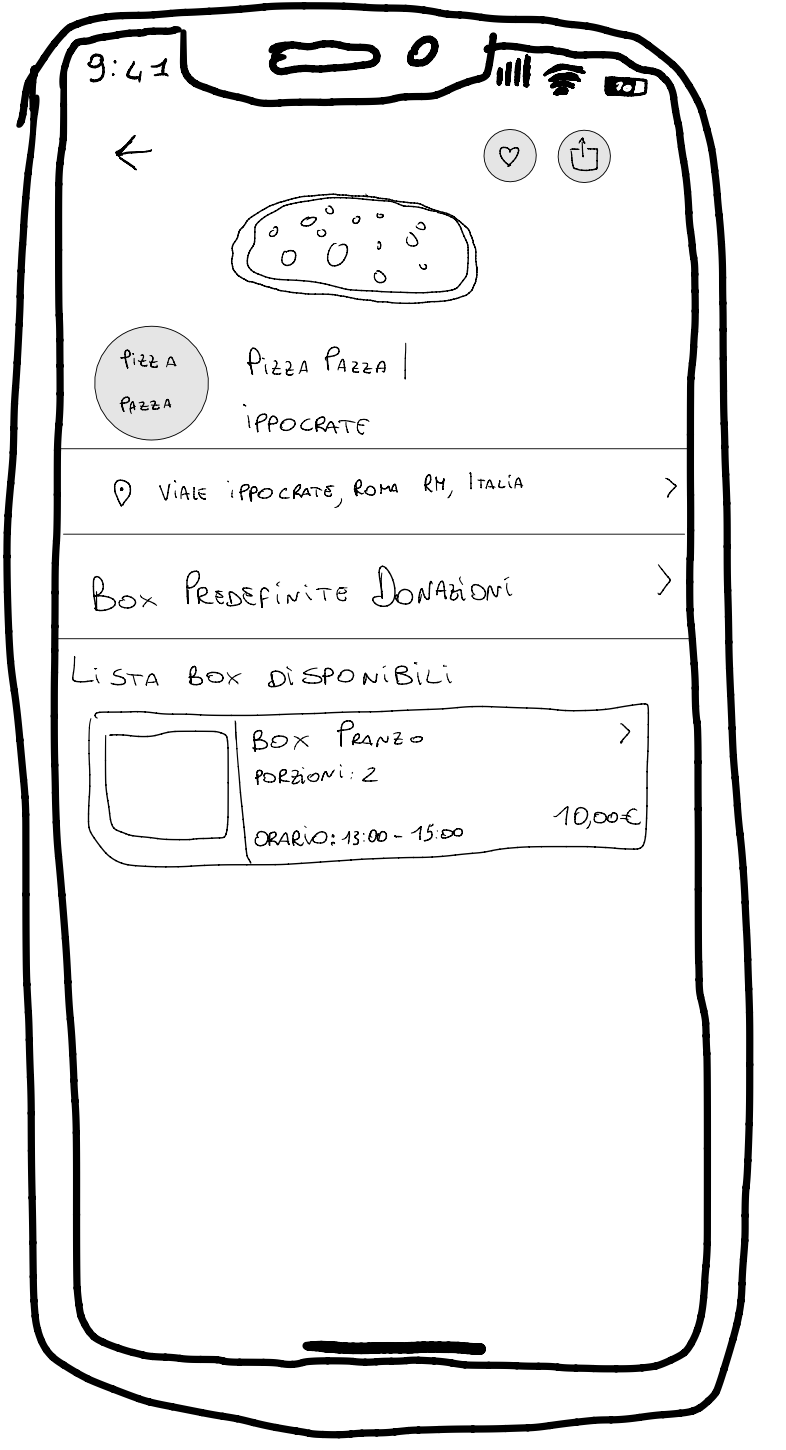 9:41
PIZZA
PAZZA
PIZZA PAZZA |
IPPOCRATE
VIALE IPPOCRATE, ROMA RM, ITALIA
BOX PREDEFINITE DONAZIONI
LISTA BOX DISPONIBILI
BOX PRANZO
PORZIONI: 2
10,00€
ORARIO: 13:00 - 15:00